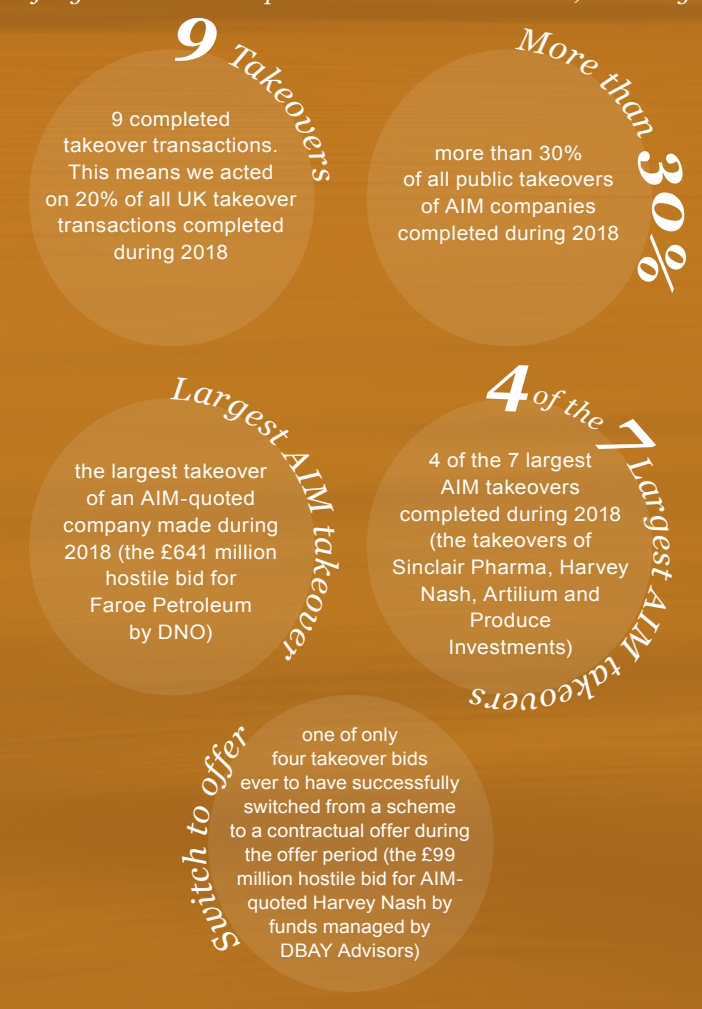 9 Takeovers
9 completed
takeover transactions.
This means we acted
on 20% of all UK takeover
transactions completed
during 2018
More than 30%
more than 30%
of all public takeovers
of AIM companies
completed during 2018
Largest AIM takeover
the largest takeover
of an AIM-quoted
company made during
2018 (the £641 million
hostile bid for
Faroe Petroleum
by DNO)
4 of the 7 Largest AIM takeovers
4 of the 7 largest
AIM takeovers
completed during 2018
(the takeovers of
Sinclair Pharma, Harvey
Nash, Artilium and
Produce
Investments)
Switch to offer
one of only
four takeover bids
ever to have successfully
switched from a scheme
to a contractual offer during
the offer period (the £99
million hostile bid for AIM-
quoted Harvey Nash by
funds managed by
DBAY Advisors)